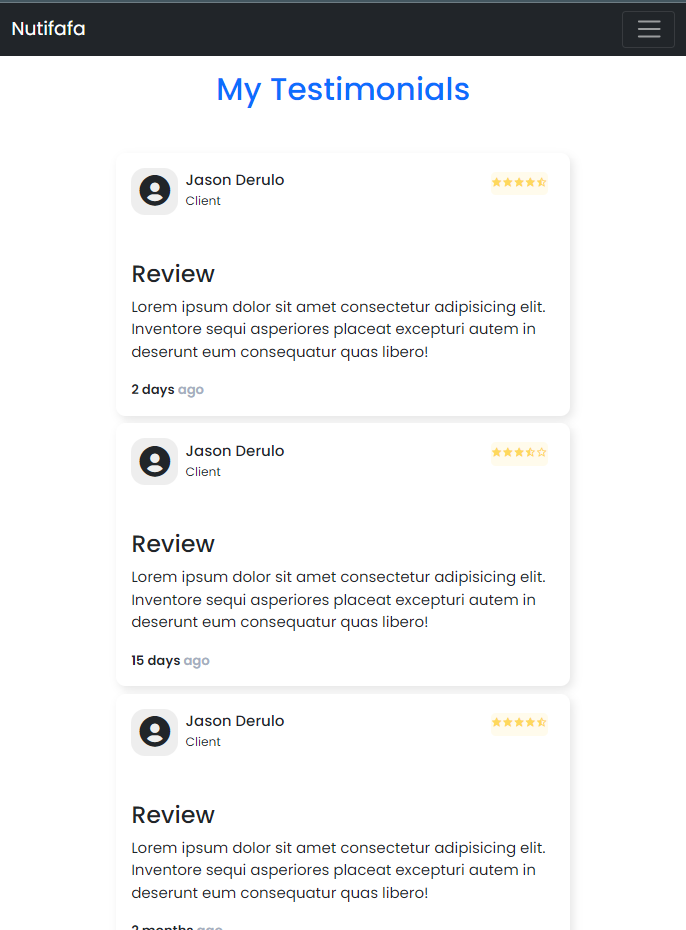 Nutifafa
My Testimonials
Jason Derulo
Client
Review
Lorem ipsum dolor sit amet consectetur adipisicing elit.
Inventore sequi asperiores placeat excepturi autem in
deserunt eum consequatur quas libero!
2 days ago
Jason Derulo
Client
Review
Lorem ipsum dolor sit amet consectetur adipisicing elit.
Inventore sequi asperiores placeat excepturi autem in
deserunt eum consequatur quas libero!
15 days ago
Jason Derulo
Client
Review
Lorem ipsum dolor sit amet consectetur adipisicing elit.
Inventore sequi asperiores placeat excepturi autem in
deserunt eum consequatur quas libero!
2 months ago